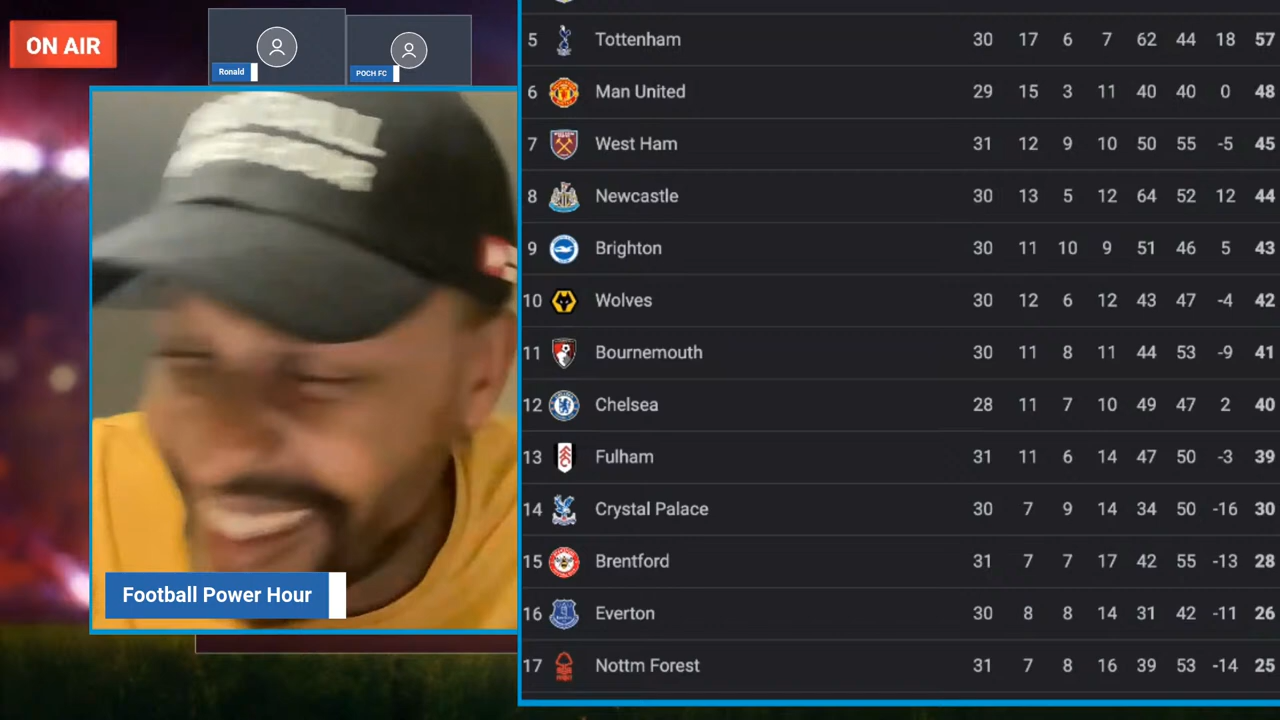 ON AIR
Ronald
POCH FC
Football Power Hour
5 Tottenham 30 17 6 7 62 44 18 57
6 Man United 29 15 3 11 40 40 0 48
7 West Ham 31 12 9 10 50 55 -5 45
8 Newcastle 30 13 5 12 64 52 12 44
9 Brighton 30 11 10 9 51 46 5 43
10 Wolves 30 12 6 12 43 47 -4 42
11 Bournemouth 30 11 8 11 44 53 -9 41
12 Chelsea 28 11 7 10 49 47 2 40
13 Fulham 31 11 6 14 47 50 -3 39
14 Crystal Palace 30 7 9 14 34 50 -16 30
15 Brentford 31 7 7 17 42 55 -13 28
16 Everton 30 8 8 14 31 42 -11 26
17 Nottm Forest 31 7 8 16 39 53 -14 25